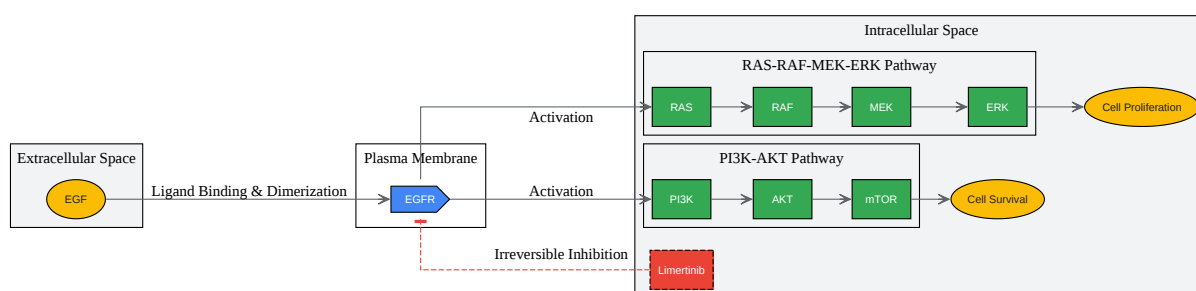 Intracellular Space
RAS-RAF-MEK-ERK Pathway
RAS
RAF
MEK
ERK
Cell Proliferation
Activation
Extracellular Space
Plasma Membrane
PI3K-AKT Pathway
EGF
Ligand Binding & Dimerization
EGFR
Activation
PI3K
AKT
mTOR
Cell Survival
Irreversible Inhibition
Limertinib